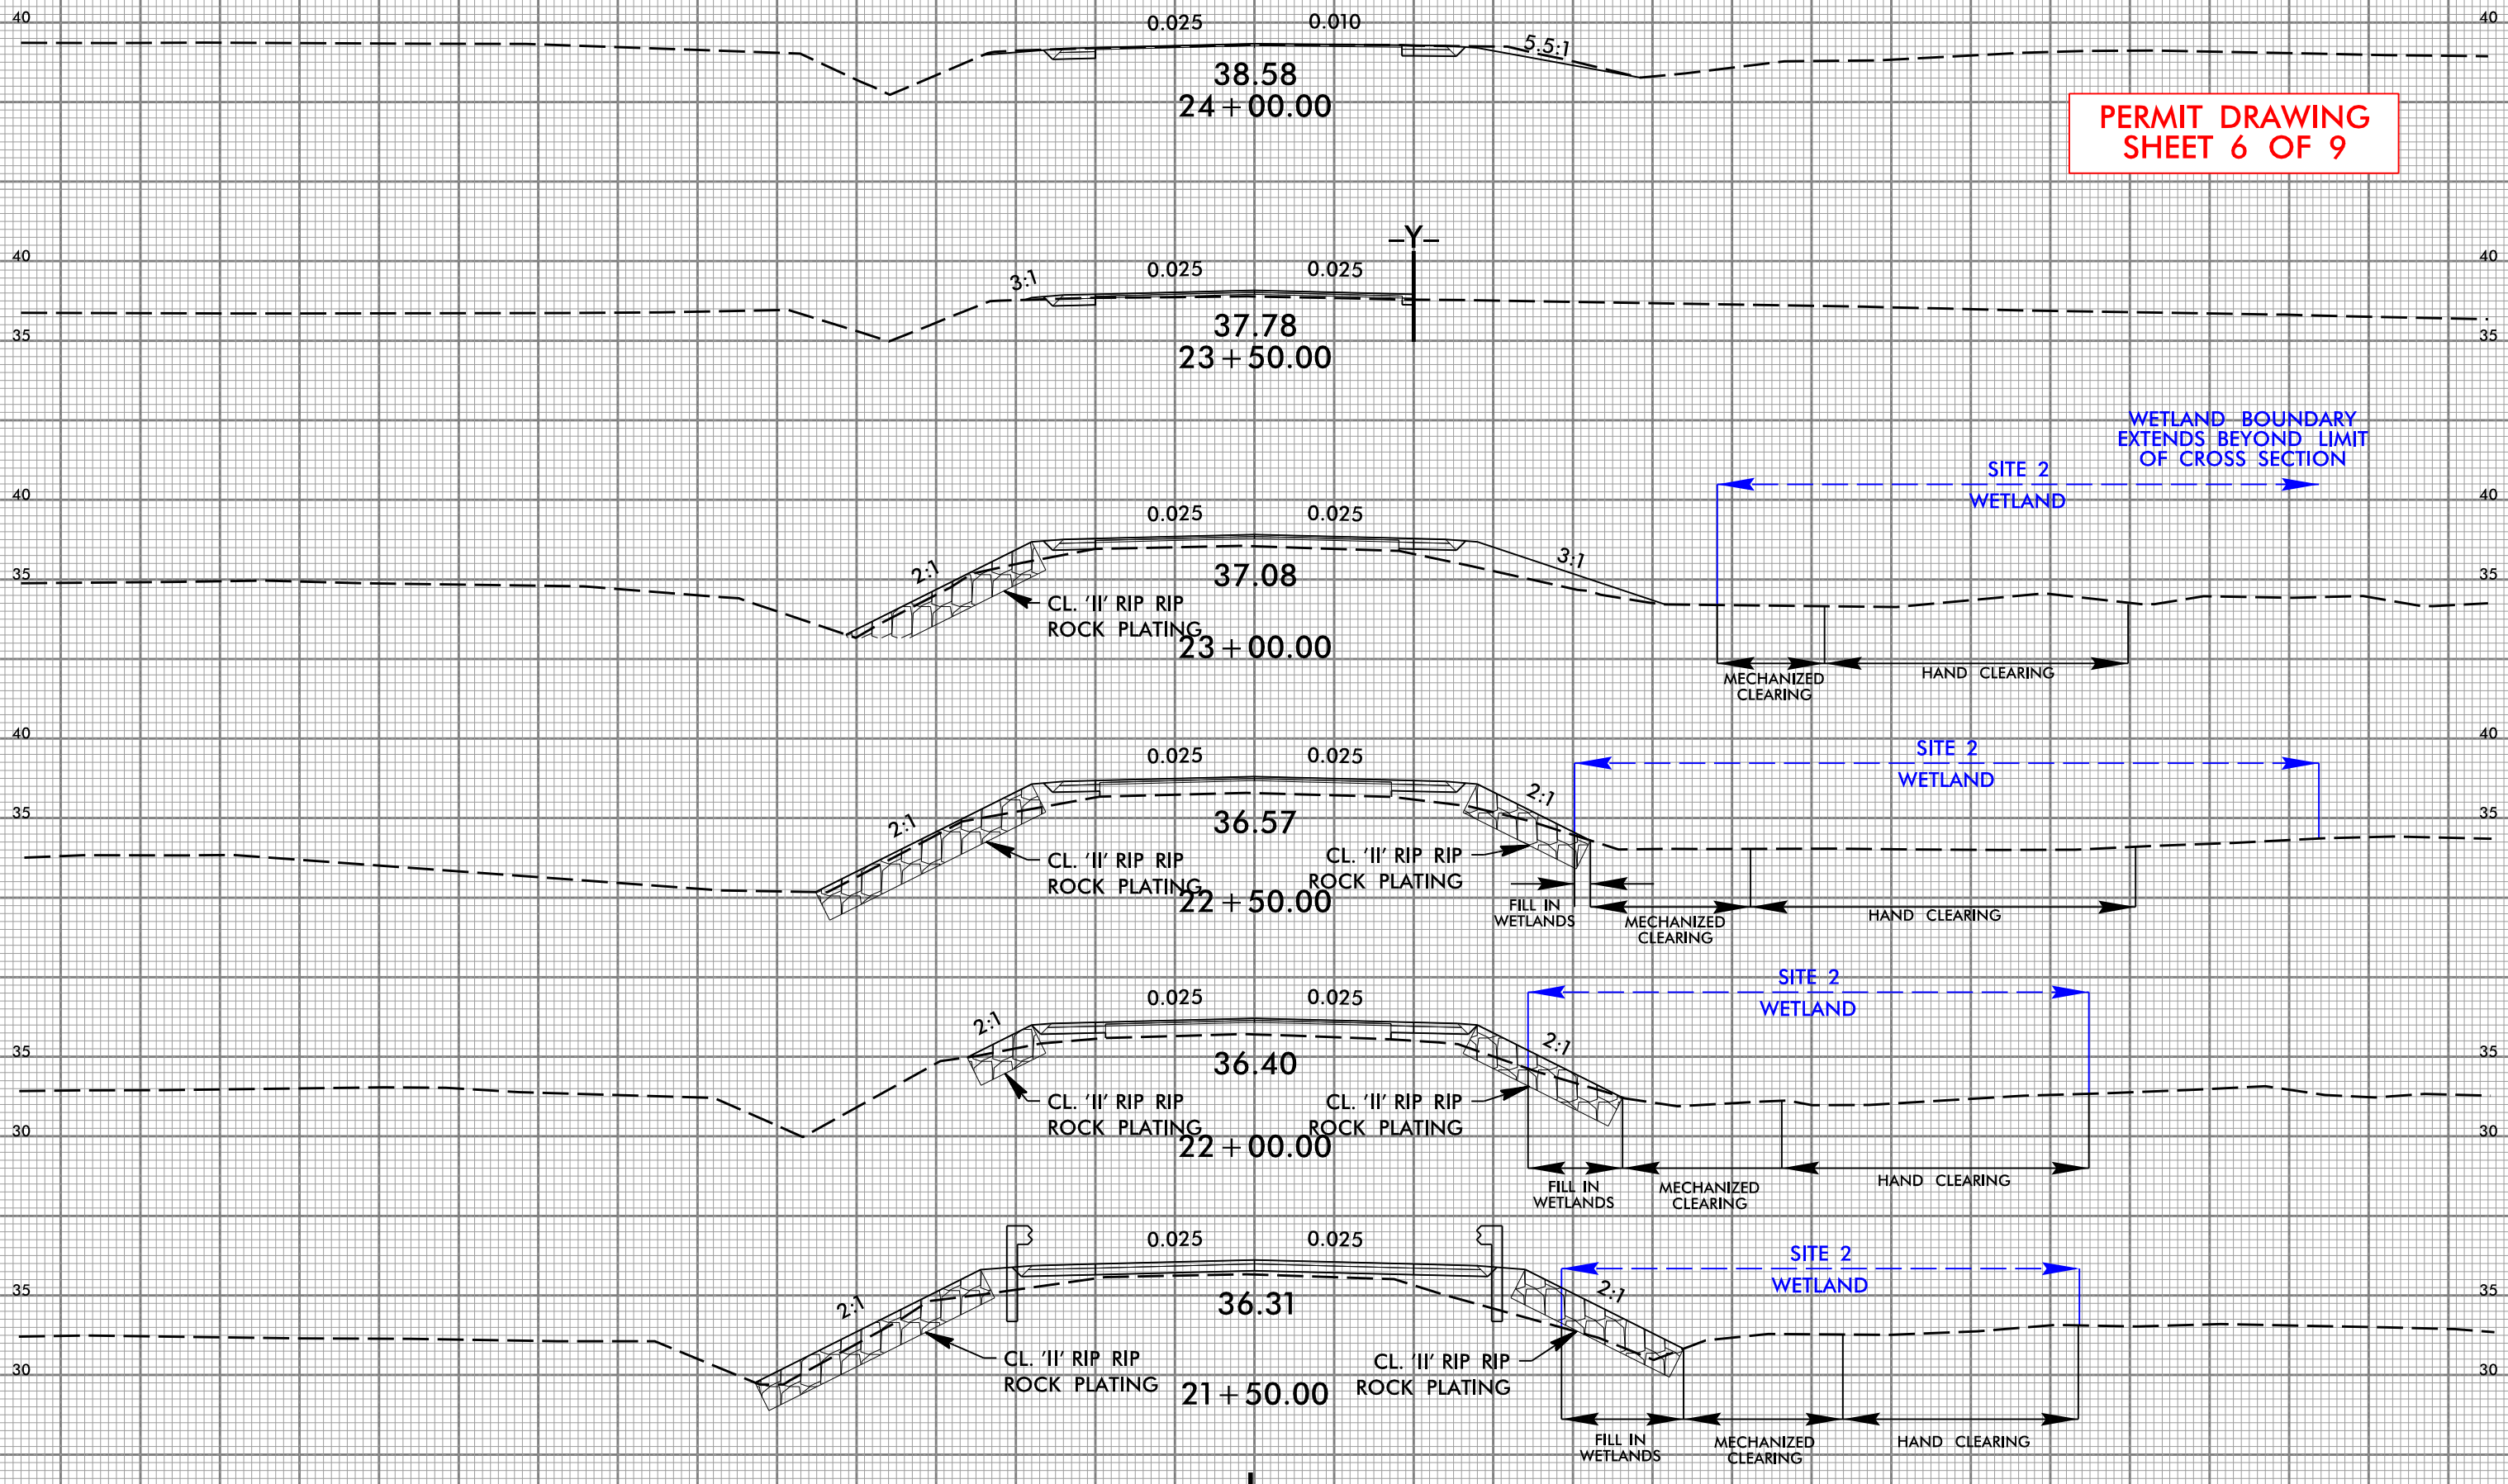 40
0.025 0.010
40
5.5:1
38.58
24+00.00
PERMIT DRAWING
SHEET 6 OF 9
-Y-
40
0.025 0.025
40
3:1
37.78
35
35
23+50.00
WETLAND BOUNDARY
EXTENDS BEYOND LIMIT
OF CROSS SECTION
SITE 2
WETLAND
40
40
0.025 0.025
2:1
3:1
35
37.08
35
CL. 'II' RIP RIP
ROCK PLATING
23+00.00
MECHANIZED
CLEARING
HAND CLEARING
40
40
0.025 0.025
SITE 2
WETLAND
2:1
2:1
35
36.57
35
CL. 'II' RIP RIP
ROCK PLATING
CL. 'II' RIP RIP
ROCK PLATING
22+50.00
FILL IN
WETLANDS
MECHANIZED
CLEARING
HAND CLEARING
SITE 2
WETLAND
0.025 0.025
2:1
2:1
35
36.40
35
CL. 'II' RIP RIP
ROCK PLATING
CL. 'II' RIP RIP
ROCK PLATING
30
30
22+00.00
FILL IN
WETLANDS
MECHANIZED
CLEARING
HAND CLEARING
0.025 0.025
SITE 2
WETLAND
2:1
2:1
35
36.31
35
CL. 'II' RIP RIP
ROCK PLATING
CL. 'II' RIP RIP
ROCK PLATING
30
30
21+50.00
FILL IN
WETLANDS
MECHANIZED
CLEARING
HAND CLEARING